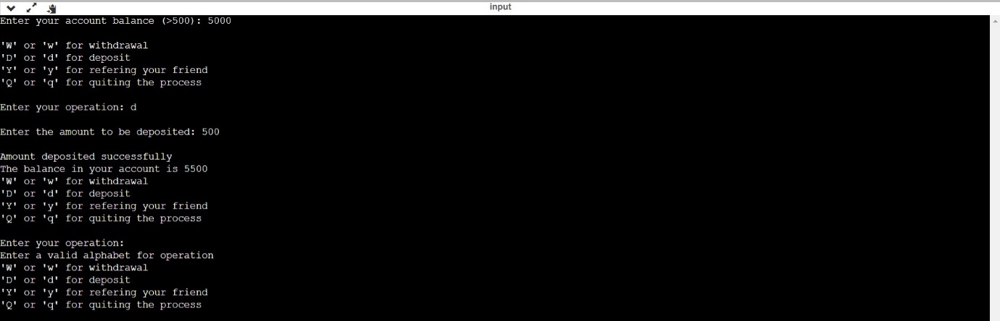 input
Enter your account balance (>500): 5000
'W' or 'w' for withdrawal
'D' or 'd' for deposit
'Y' or 'y' for refering your friend
'Q' or 'q' for quiting the process
Enter your operation: d
Enter the amount to be deposited: 500
Amount deposited successfully
The balance in your account is 5500
'W' or 'w' for withdrawal
'D' or 'd' for deposit
'Y' or 'y' for refering your friend
'Q' or 'q' for quiting the process
Enter your operation:
Enter a valid alphabet for operation
'W' or 'w' for withdrawal
'D' or 'd' for deposit
'Y' or 'y' for refering your friend
'Q' or 'q' for quiting the process